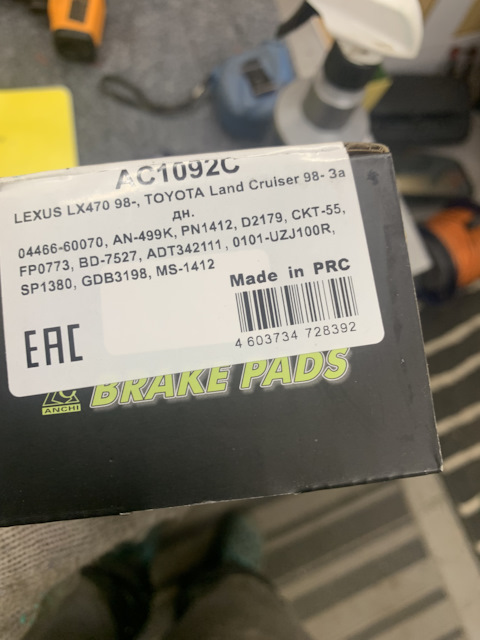 AC1092C
LEXUS LX470 98-, TOYOTA Land Cruiser 98- За
дн.
04466-60070, AN-499K, PN1412, D2179, CKT-55,
FP0773, BD-7527, ADT342111, 0101-UZJ100R,
SP1380, GDB3198, MS-1412
Made in PRC
EAC
4 603734 728392
BRAKE PADS
ANCHI